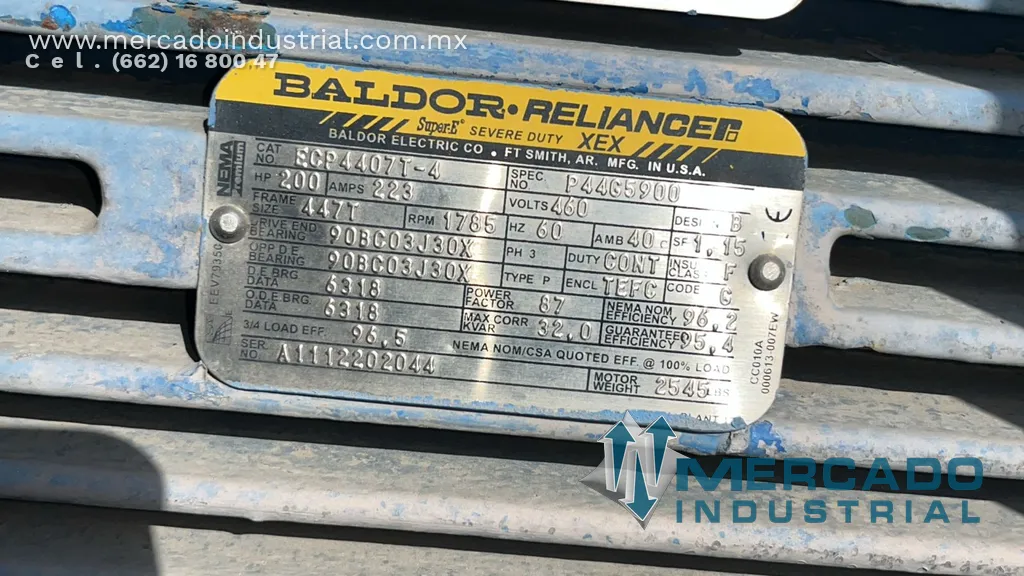 www.mercadoindustrial.com.mx
Cel. (662) 16 800 47
BALDOR·RELIANCER
Super-E® SEVERE DUTY XEX
BALDOR ELECTRIC CO • FT SMITH, AR. MFG. IN U.S.A.
NEMA Premium
CAT NO. ECP4407T-4 SPEC NO P44G5900
HP 200 AMPS 223 VOLTS 460 DESIGN B
FRAME SIZE 447T RPM 1785 HZ 60 AMB 40 C SF 1.15
DRIVE END BEARING 90BC03J30X PH 3 DUTY CONT INSUL CLASS F
OPP D.E. BEARING 90BC03J30X TYPE P ENCL TEFC CODE G
D.E BRG DATA 6318 POWER FACTOR 87 NEMA NOM EFFICIENCY 96.2
O.D.E BRG. DATA 6318 MAX CORR KVAR 32.0 GUARANTEED EFFICIENCY 95.4
3/4 LOAD EFF. 96.5 NEMA NOM/CSA QUOTED EFF. @ 100% LOAD
SER. NO A1112202044 MOTOR WEIGHT 2545 LBS
PLANT
CE
CC010A
000613-007EW
MERCADO
INDUSTRIAL